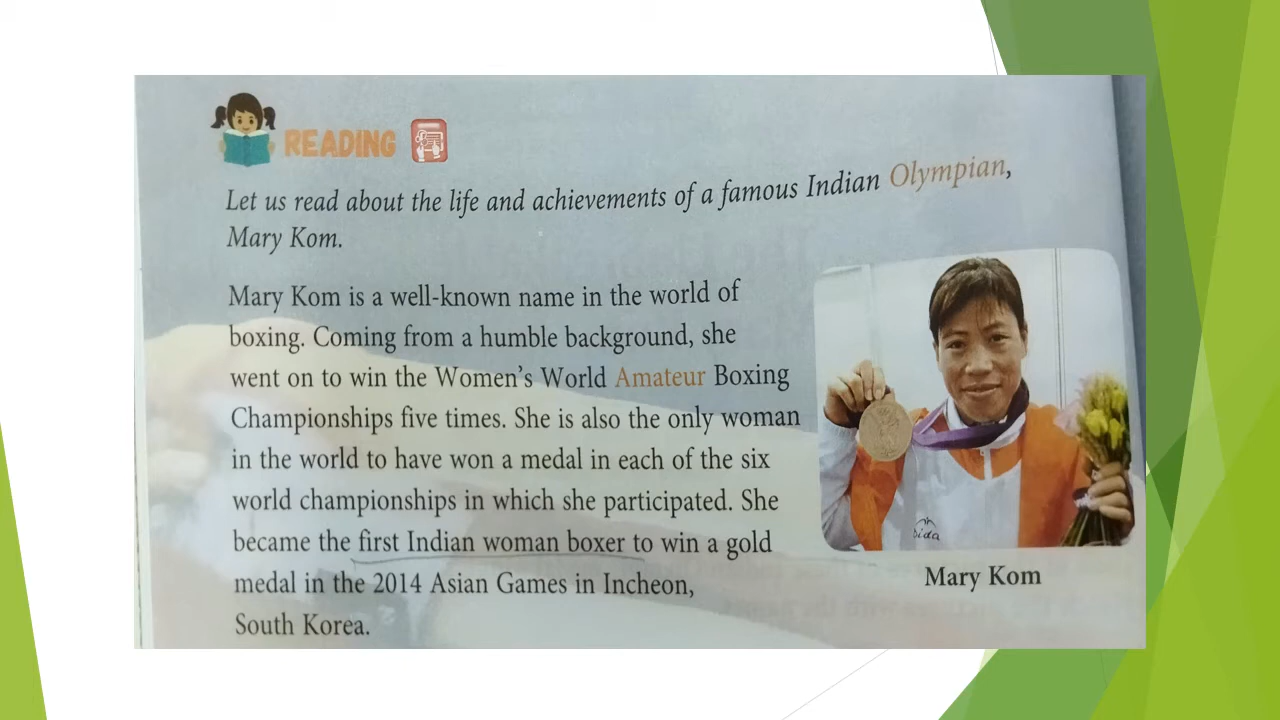 READING
Let us read about the life and achievements of a famous Indian Olympian,
Mary Kom.
Mary Kom is a well-known name in the world of
boxing. Coming from a humble background, she
went on to win the Women's World Amateur Boxing
Championships five times. She is also the only woman
in the world to have won a medal in each of the six
world championships in which she participated. She
became the first Indian woman boxer to win a gold
medal in the 2014 Asian Games in Incheon,
South Korea.
Mary Kom